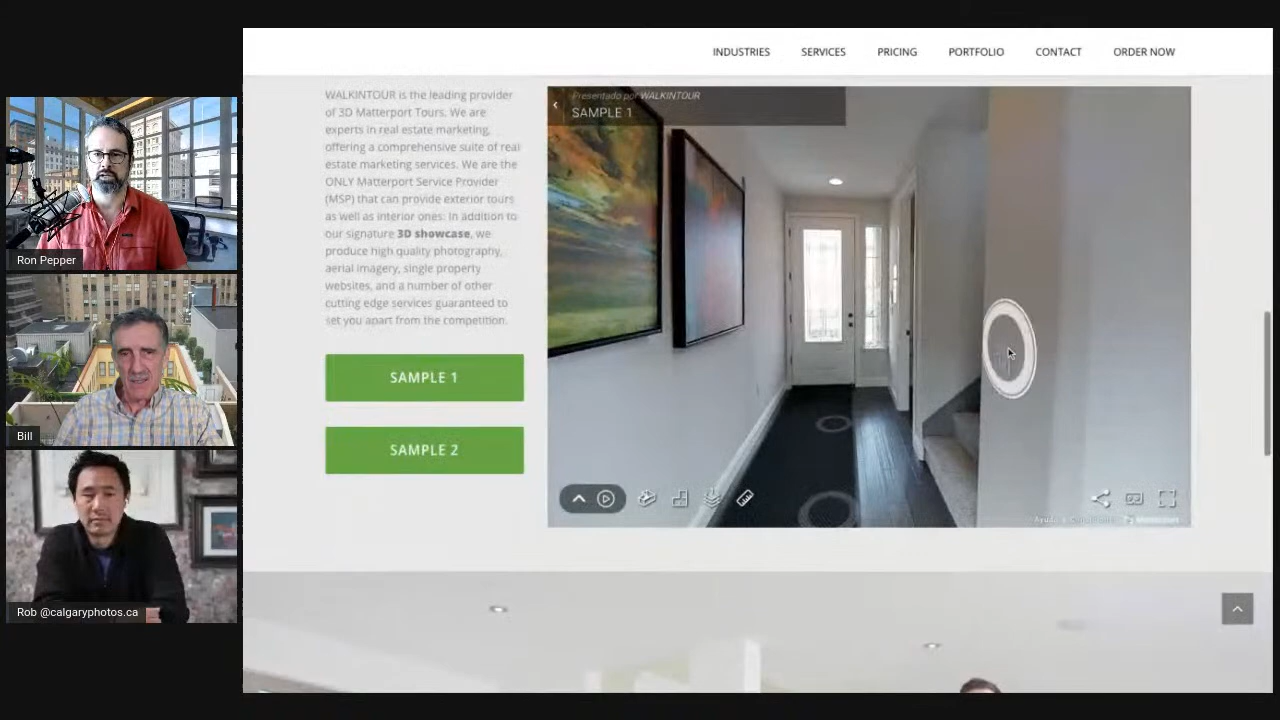 INDUSTRIES SERVICES PRICING PORTFOLIO CONTACT ORDER NOW
WALKINTOUR is the leading provider
of 3D Matterport Tours. We are
experts in real estate marketing,
offering a comprehensive suite of real
estate marketing services. We are the
ONLY Matterport Service Provider
(MSP) that can provide exterior tours
as well as interior ones. In addition to
our signature 3D showcase, we
produce high quality photography,
aerial imagery, single property
websites, and a number of other
cutting edge services guaranteed to
set you apart from the competition.
SAMPLE 1
SAMPLE 2
Presentado por WALKINTOUR
SAMPLE 1
Matterport
Ron Pepper
Bill
Rob @calgaryphotos.ca